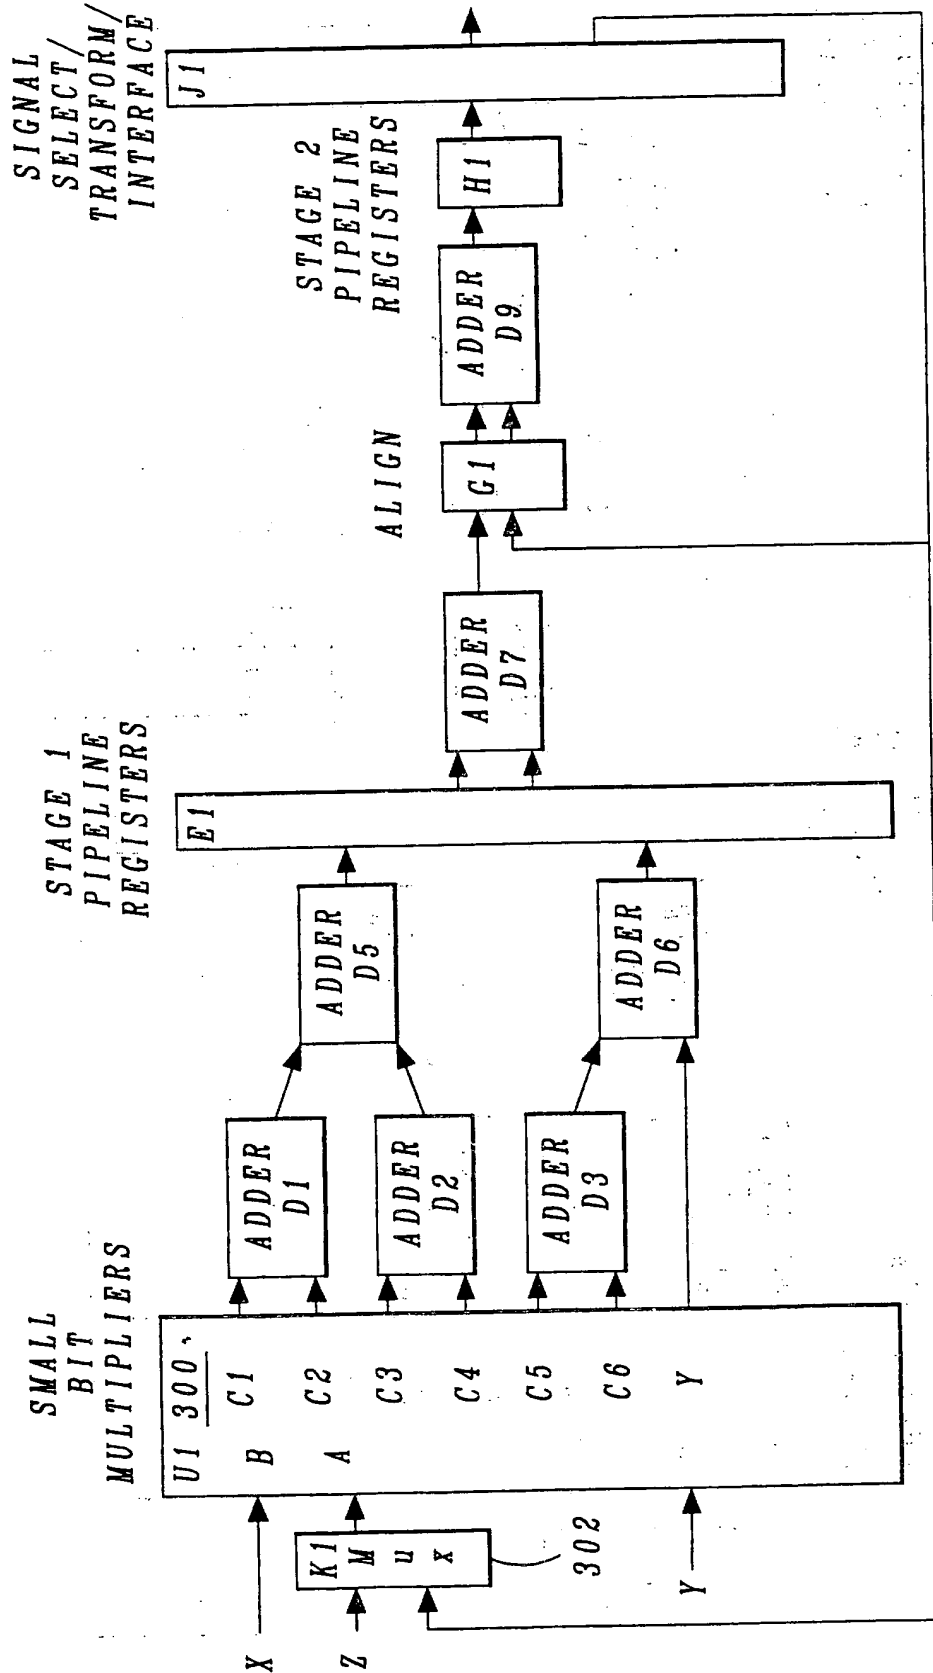 SMALL
BIT
MULTIPLIERS
STAGE 1
PIPELINE
REGISTERS
ALIGN
STAGE 2
PIPELINE
REGISTERS
SIGNAL
SELECT/
TRANSFORM/
INTERFACE
X
Z
Y
K1
Mux
302
U1 300
B
A
C1
C2
C3
C4
C5
C6
Y
ADDER
D1
ADDER
D2
ADDER
D3
ADDER
D5
ADDER
D6
E1
ADDER
D7
G1
ADDER
D9
H1
J1